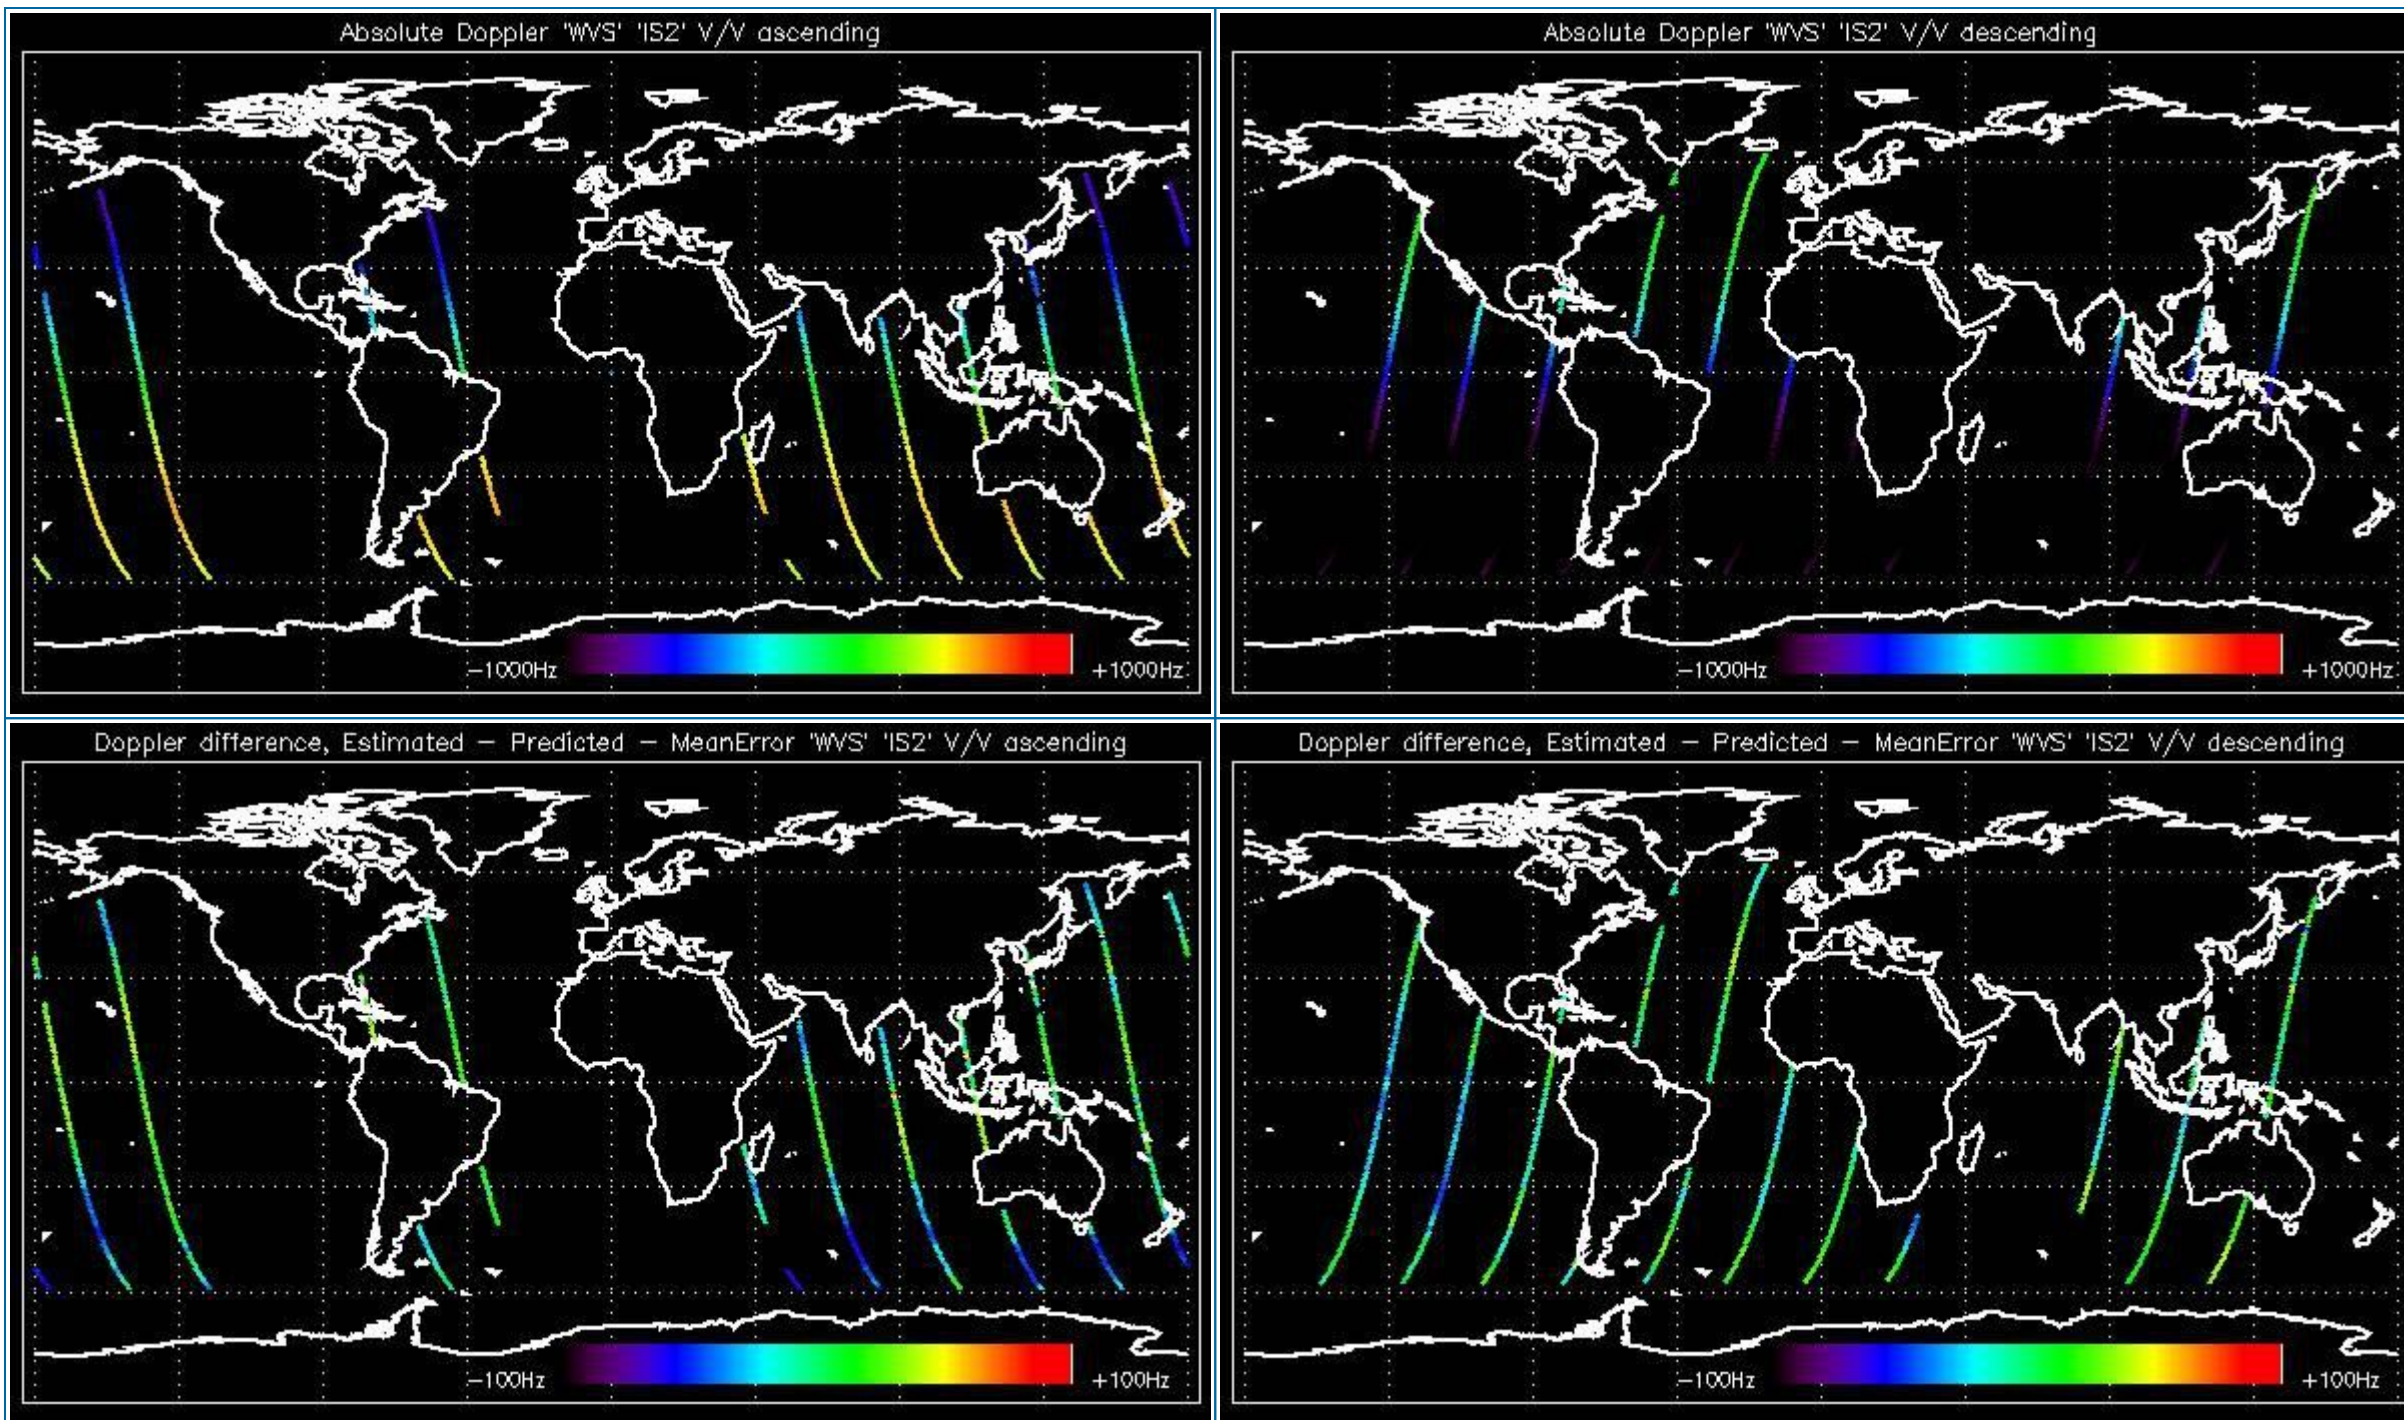 Absolute Doppler 'WVS' 'IS2' V/V ascending
−1000Hz
+1000Hz
Absolute Doppler 'WVS' 'IS2' V/V descending
−1000Hz
+1000Hz
Doppler difference, Estimated − Predicted − MeanError 'WVS' 'IS2' V/V ascending
−100Hz
+100Hz
Doppler difference, Estimated − Predicted − MeanError 'WVS' 'IS2' V/V descending
−100Hz
+100Hz